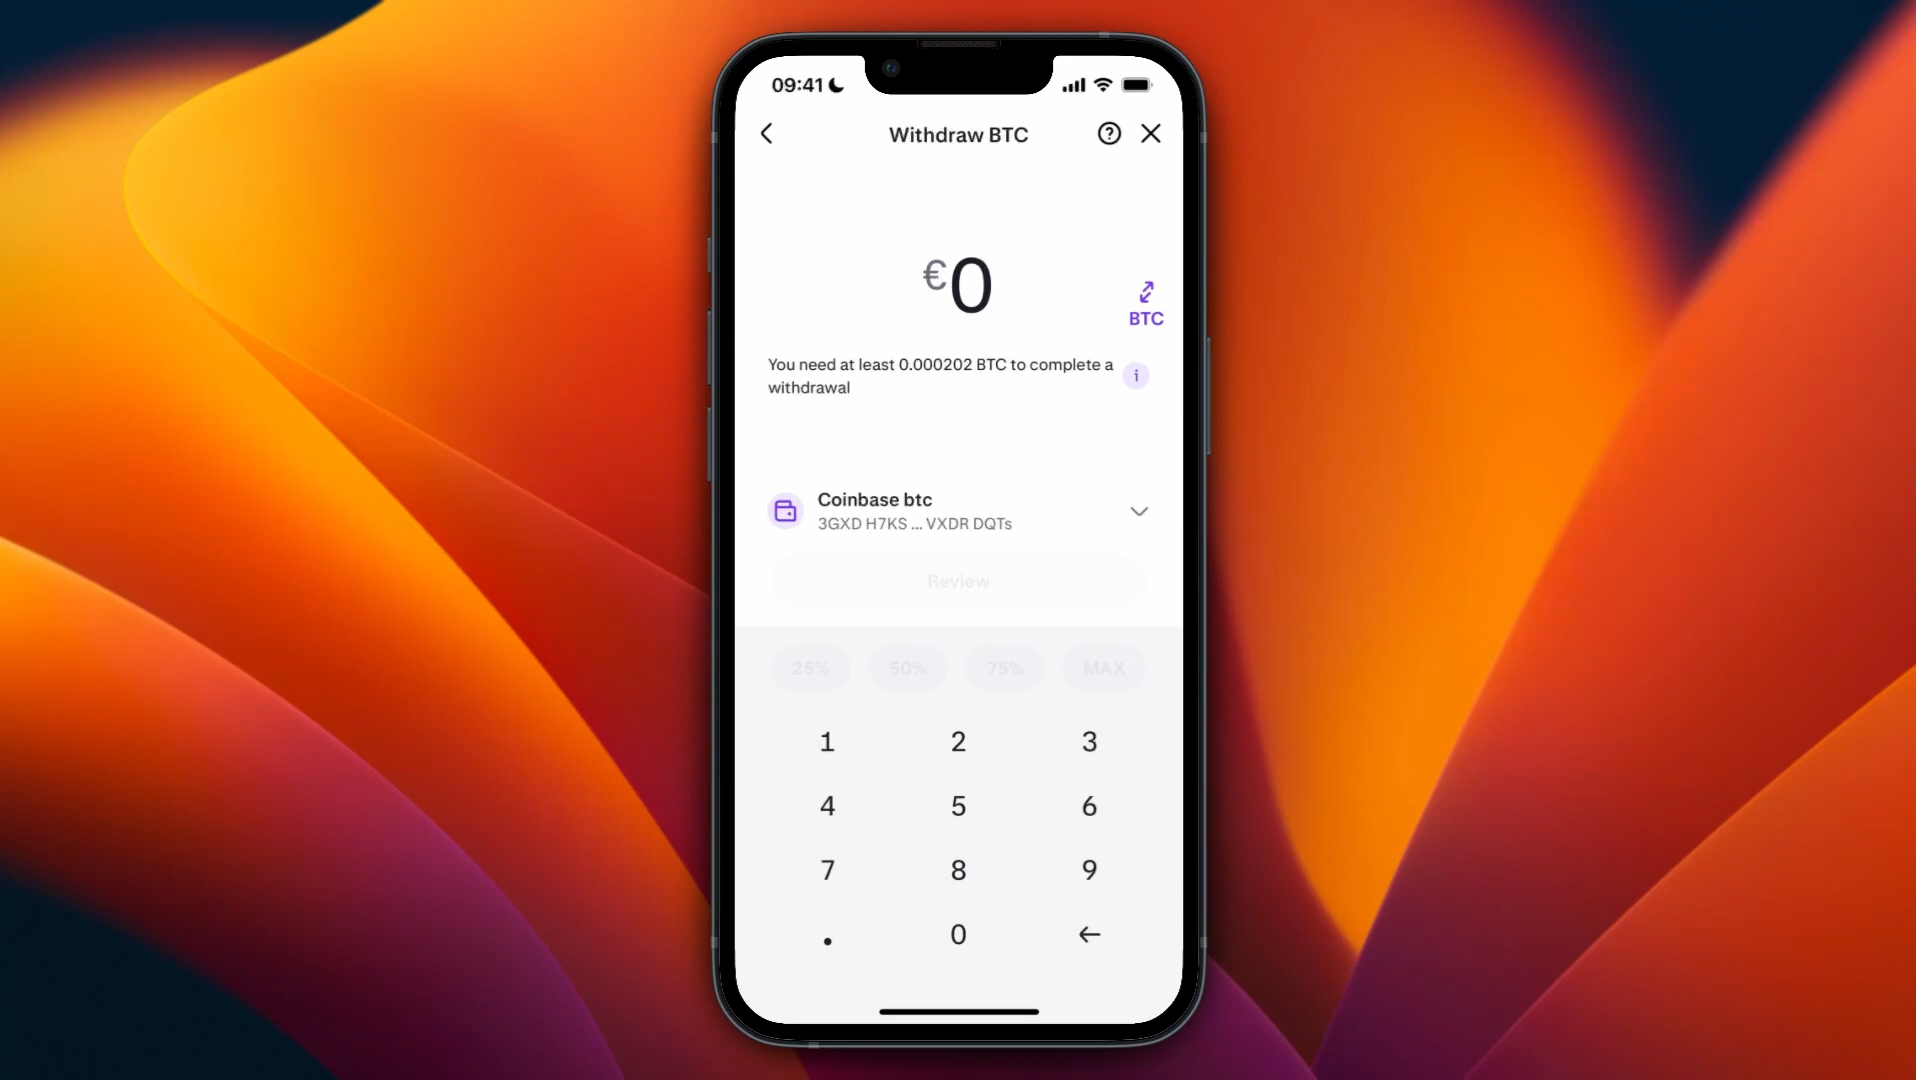 09:41
Withdraw BTC
€0
BTC
You need at least 0.000202 BTC to complete a
withdrawal
i
Coinbase btc
3GXD H7KS ... VXDR DQTs
Review
25% 50% 75% MAX
1 2 3
4 5 6
7 8 9
. 0 ←